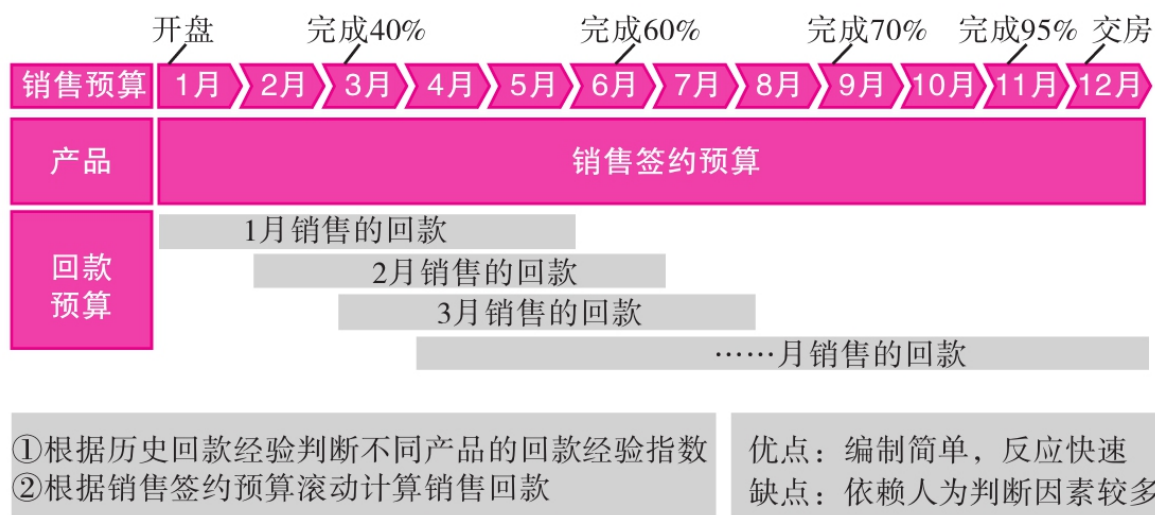 开盘 完成40% 完成60% 完成70% 完成95% 交房
销售预算 1月 2月 3月 4月 5月 6月 7月 8月 9月 10月 11月 12月
产品 销售签约预算
回款
预算
1月销售的回款
2月销售的回款
3月销售的回款
……月销售的回款
①根据历史回款经验判断不同产品的回款经验指数
②根据销售签约预算滚动计算销售回款
优点：编制简单，反应快速
缺点：依赖人为判断因素较多